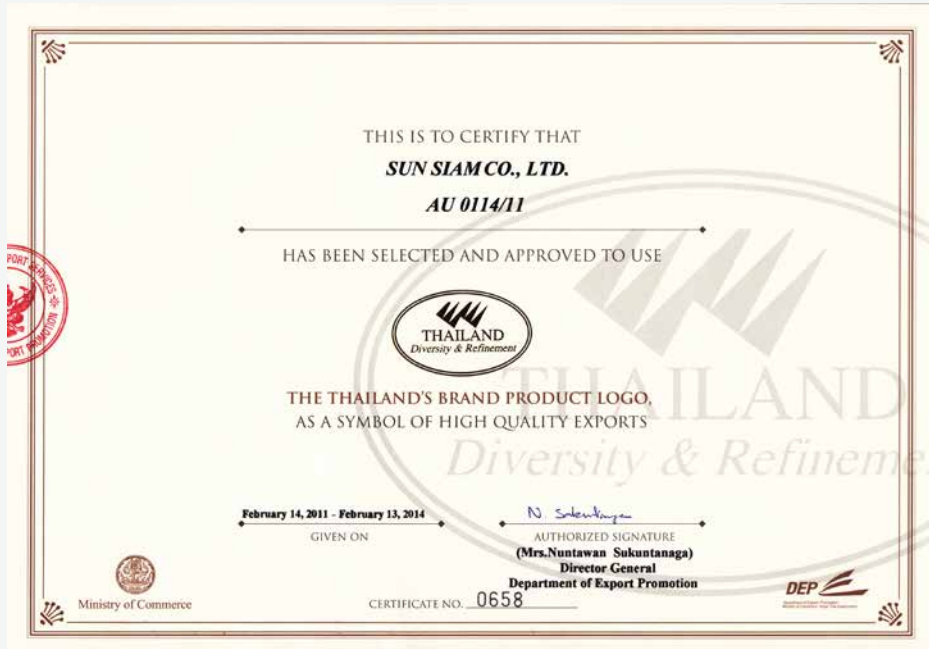 THIS IS TO CERTIFY THAT
SUN SIAM CO., LTD.
AU 0114/11
HAS BEEN SELECTED AND APPROVED TO USE
THAILAND
Diversity & Refinement
THE THAILAND'S BRAND PRODUCT LOGO,
AS A SYMBOL OF HIGH QUALITY EXPORTS
THAILAND
Diversity & Refineme
February 14, 2011 - February 13, 2014
GIVEN ON
AUTHORIZED SIGNATURE
(Mrs.Nuntawan Sukuntanaga)
Director General
Department of Export Promotion
Ministry of Commerce
CERTIFICATE NO. 0658
DEP